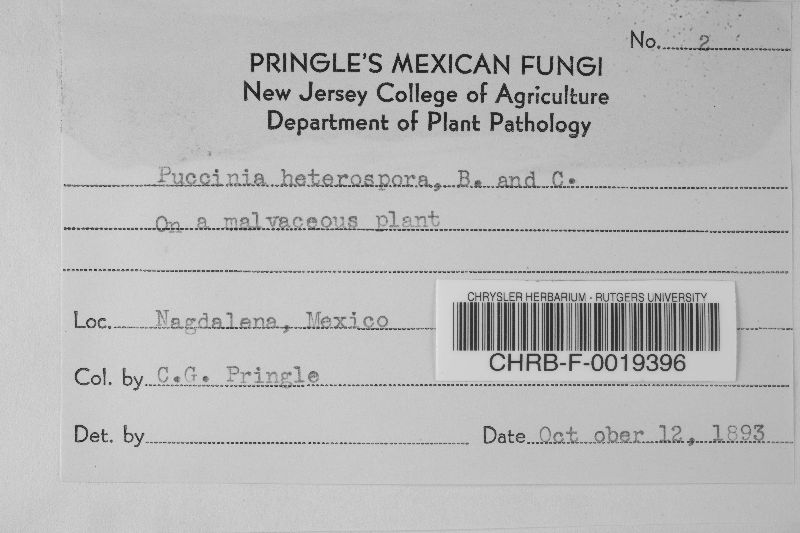 No. 2
PRINGLE'S MEXICAN FUNGI
New Jersey College of Agriculture
Department of Plant Pathology
Puccinia heterospora, B. and C.
On a malvaceous plant
Loc. Nagdalena, Mexico
CHRYSLER HERBARIUM - RUTGERS UNIVERSITY
CHRB-F-0019396
Col. by C.G. Pringle
Det. by
Date Oct ober 12, 1893